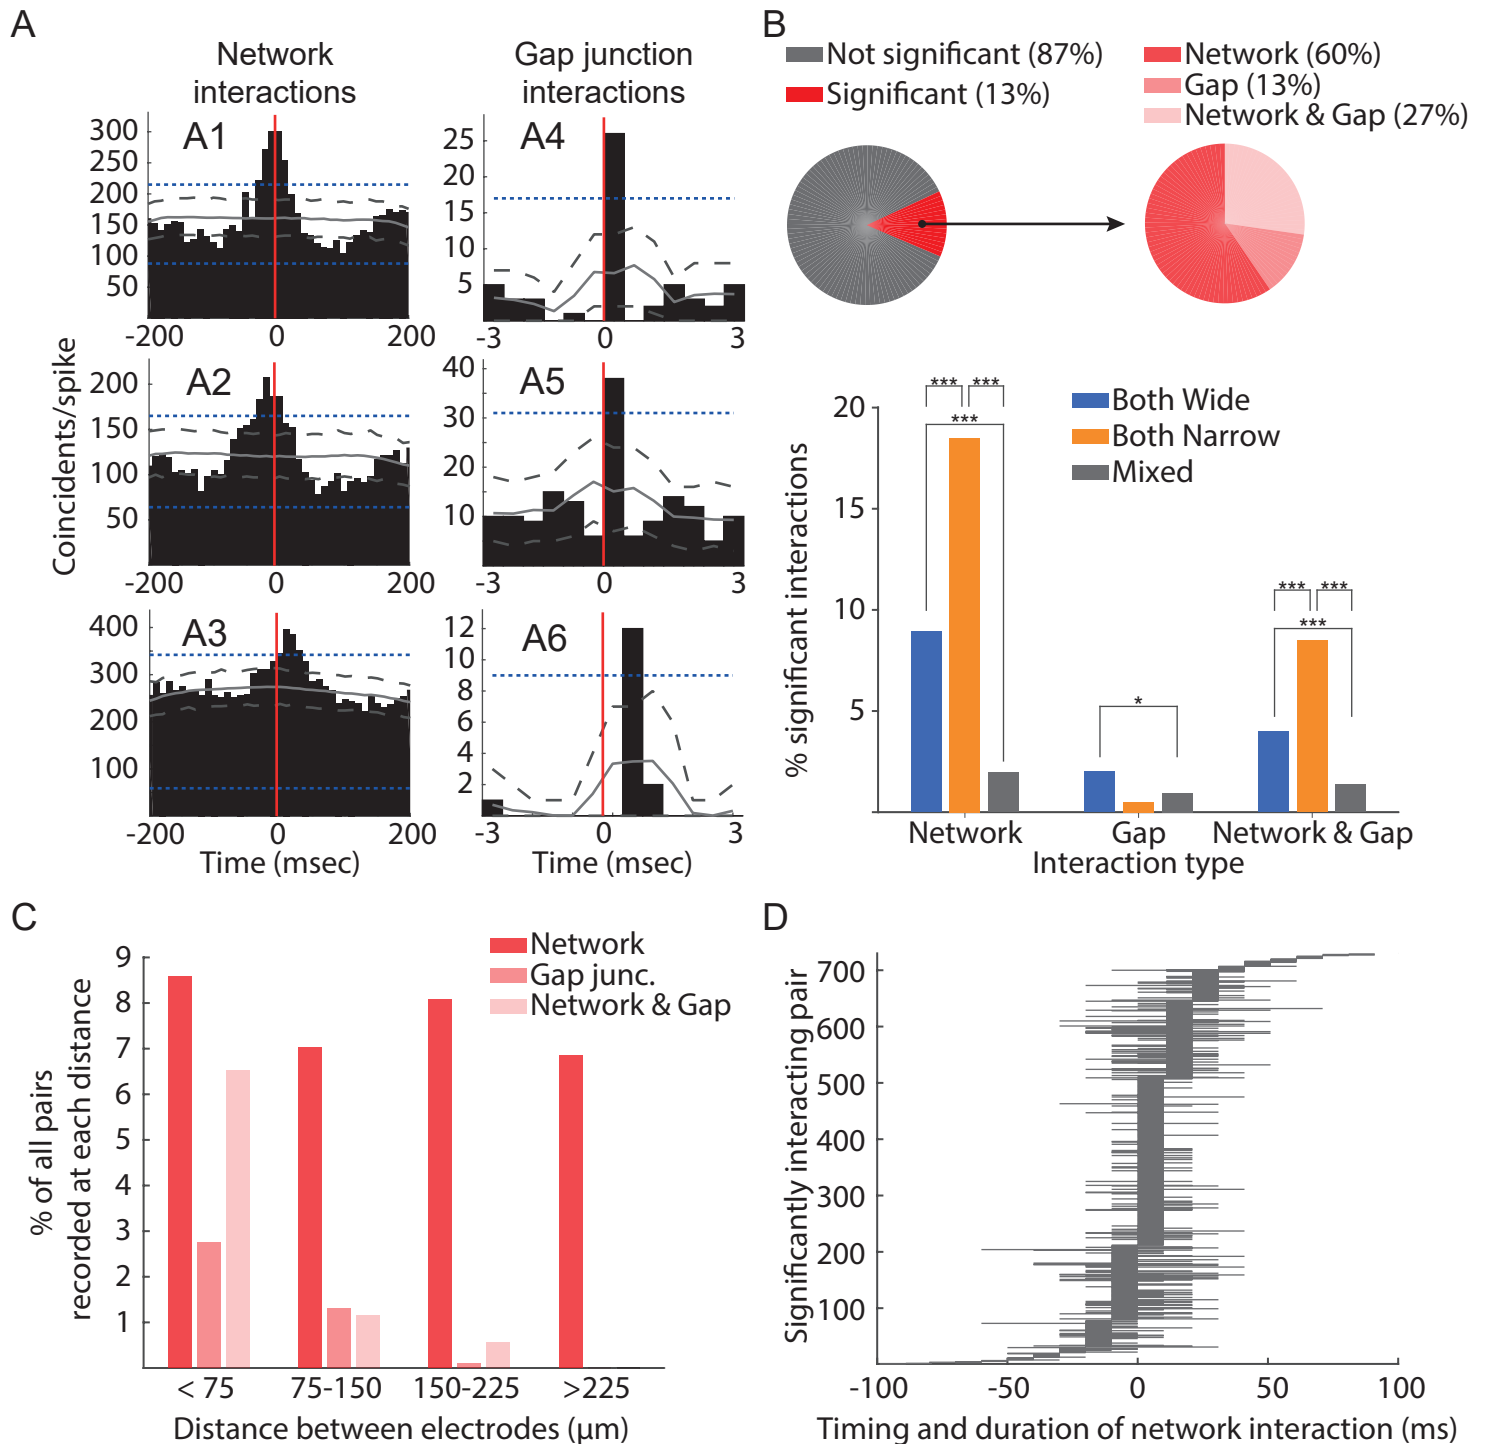 A
Network
interactions
Gap junction
interactions
Coincidents/spike
A1
300
250
200
150
100
50
-200 0 200
A4
25
20
15
10
5
-3 0 3
A2
200
150
100
50
-200 0 200
A5
40
30
20
10
-3 0 3
A3
400
300
200
100
-200 0 200
Time (msec)
A6
12
10
8
6
4
2
-3 0 3
Time (msec)
B
Not significant (87%)
Significant (13%)
Network (60%)
Gap (13%)
Network & Gap (27%)
% significant interactions
20
15
10
5
Both Wide
Both Narrow
Mixed
*** ***
***
*
*** ***
***
Network Gap Network & Gap
Interaction type
C
% of all pairs
recorded at each distance
9
8
7
6
5
4
3
2
1
Network
Gap junc.
Network & Gap
< 75 75-150 150-225 >225
Distance between electrodes (μm)
D
Significantly interacting pair
700
600
500
400
300
200
100
-100 -50 0 50 100
Timing and duration of network interaction (ms)